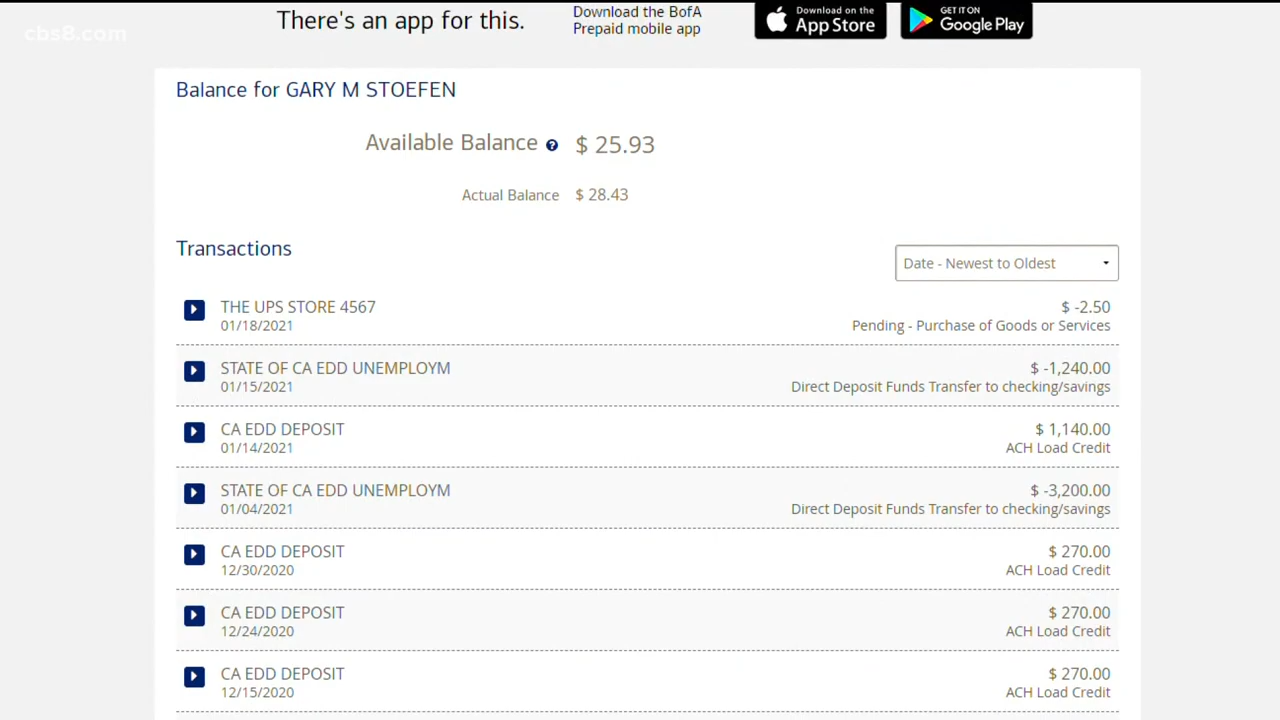 cbs8.com
There's an app for this.
Download the BofA
Prepaid mobile app
Download on the
App Store
GET IT ON
Google Play
Balance for GARY M STOEFEN
Available Balance ? $ 25.93
Actual Balance $ 28.43
Transactions
Date - Newest to Oldest
THE UPS STORE 4567 $ -2.50
01/18/2021 Pending - Purchase of Goods or Services
STATE OF CA EDD UNEMPLOYM $ -1,240.00
01/15/2021 Direct Deposit Funds Transfer to checking/savings
CA EDD DEPOSIT $ 1,140.00
01/14/2021 ACH Load Credit
STATE OF CA EDD UNEMPLOYM $ -3,200.00
01/04/2021 Direct Deposit Funds Transfer to checking/savings
CA EDD DEPOSIT $ 270.00
12/30/2020 ACH Load Credit
CA EDD DEPOSIT $ 270.00
12/24/2020 ACH Load Credit
CA EDD DEPOSIT $ 270.00
12/15/2020 ACH Load Credit